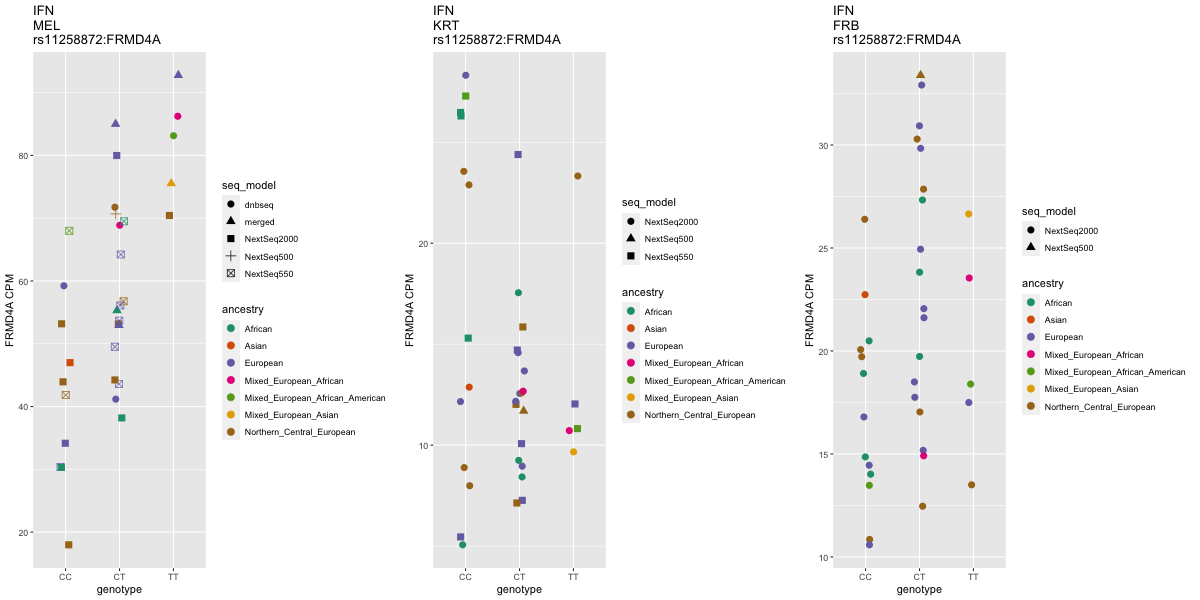 IFN
MEL
rs11258872:FRMD4A
FRMD4A CPM
80
60
40
20
CC
CT
TT
genotype
seq_model
dnbseq
merged
NextSeq2000
NextSeq500
NextSeq550
ancestry
African
Asian
European
Mixed_European_African
Mixed_European_African_American
Mixed_European_Asian
Northern_Central_European
IFN
KRT
rs11258872:FRMD4A
FRMD4A CPM
20
10
CC
CT
TT
genotype
seq_model
NextSeq2000
NextSeq500
NextSeq550
ancestry
African
Asian
European
Mixed_European_African
Mixed_European_African_American
Mixed_European_Asian
Northern_Central_European
IFN
FRB
rs11258872:FRMD4A
FRMD4A CPM
30
25
20
15
10
CC
CT
TT
genotype
seq_model
NextSeq2000
NextSeq500
ancestry
African
Asian
European
Mixed_European_African
Mixed_European_African_American
Mixed_European_Asian
Northern_Central_European